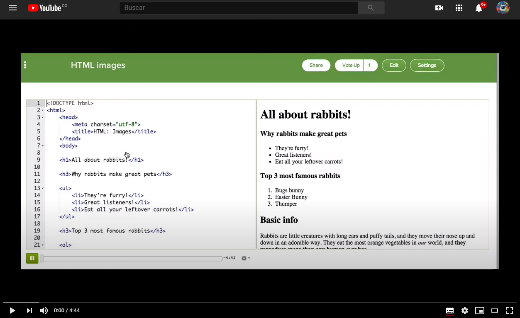 YouTube CO
Buscar
9+
HTML images
Share
Vote Up 1
Edit
Settings
1 <!DOCTYPE html>
2 <html>
3 <head>
4 <meta charset="utf-8">
5 <title>HTML: Images</title>
6 </head>
7 <body>
8
9 <h1>All about rabbits!</h1>
10
11 <h3>Why rabbits make great pets</h3>
12
13 <ul>
14 <li>They're furry!</li>
15 <li>Great listeners!</li>
16 <li>Eat all your leftover carrots!</li>
17 </ul>
18
19 <h3>Top 3 most famous rabbits</h3>
20
21 <ol>
All about rabbits!
Why rabbits make great pets
They're furry!
Great listeners!
Eat all your leftover carrots!
Top 3 most famous rabbits
1. Bugs bunny
2. Easter Bunny
3. Thumper
Basic info
Rabbits are little creatures with long ears and puffy tails, and they move their nose up and
down in an adorable way. They eat the most orange vegetables in our world, and they
0:00 / 4:44